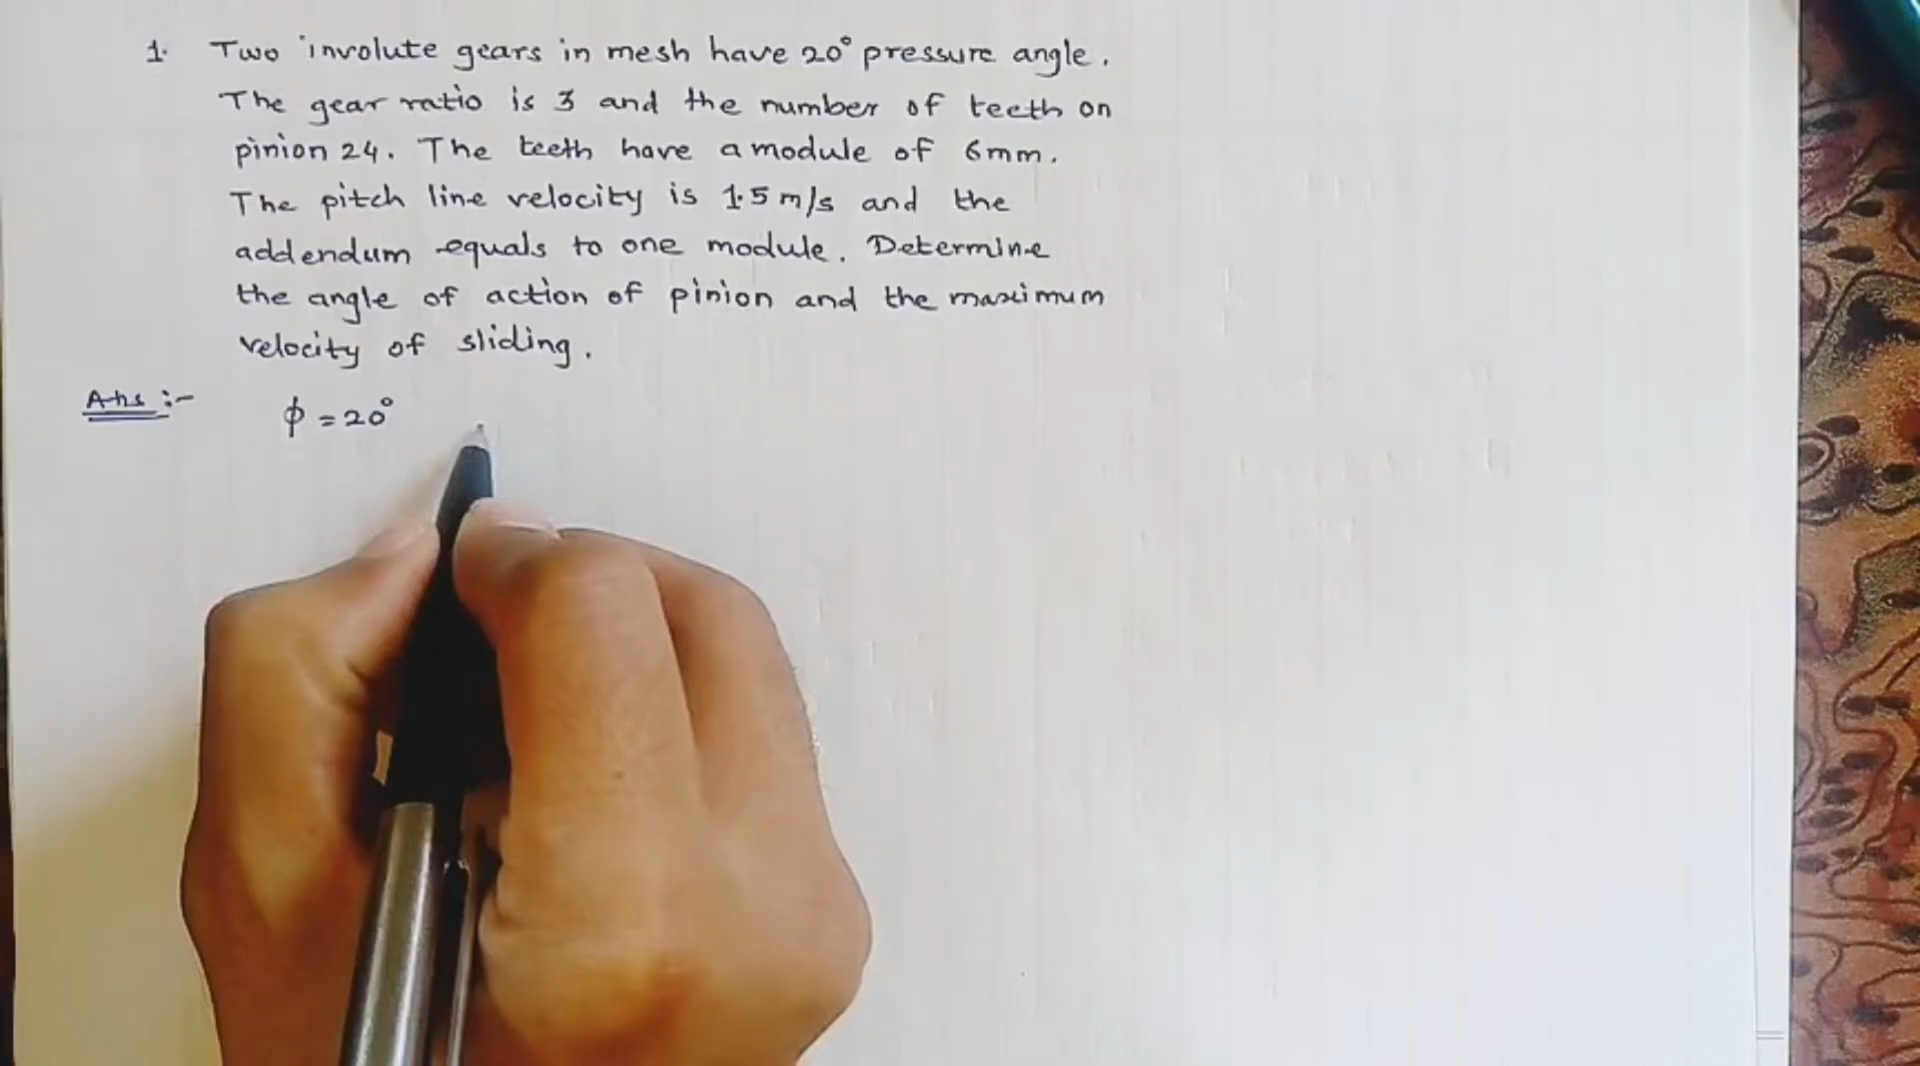 1. Two involute gears in mesh have 20° pressure angle.
The gear ratio is 3 and the number of teeth on
pinion 24. The teeth have a module of 6mm.
The pitch line velocity is 1.5 m/s and the
addendum equals to one module. Determine
the angle of action of pinion and the maximum
velocity of sliding.
Ans :- ϕ = 20°